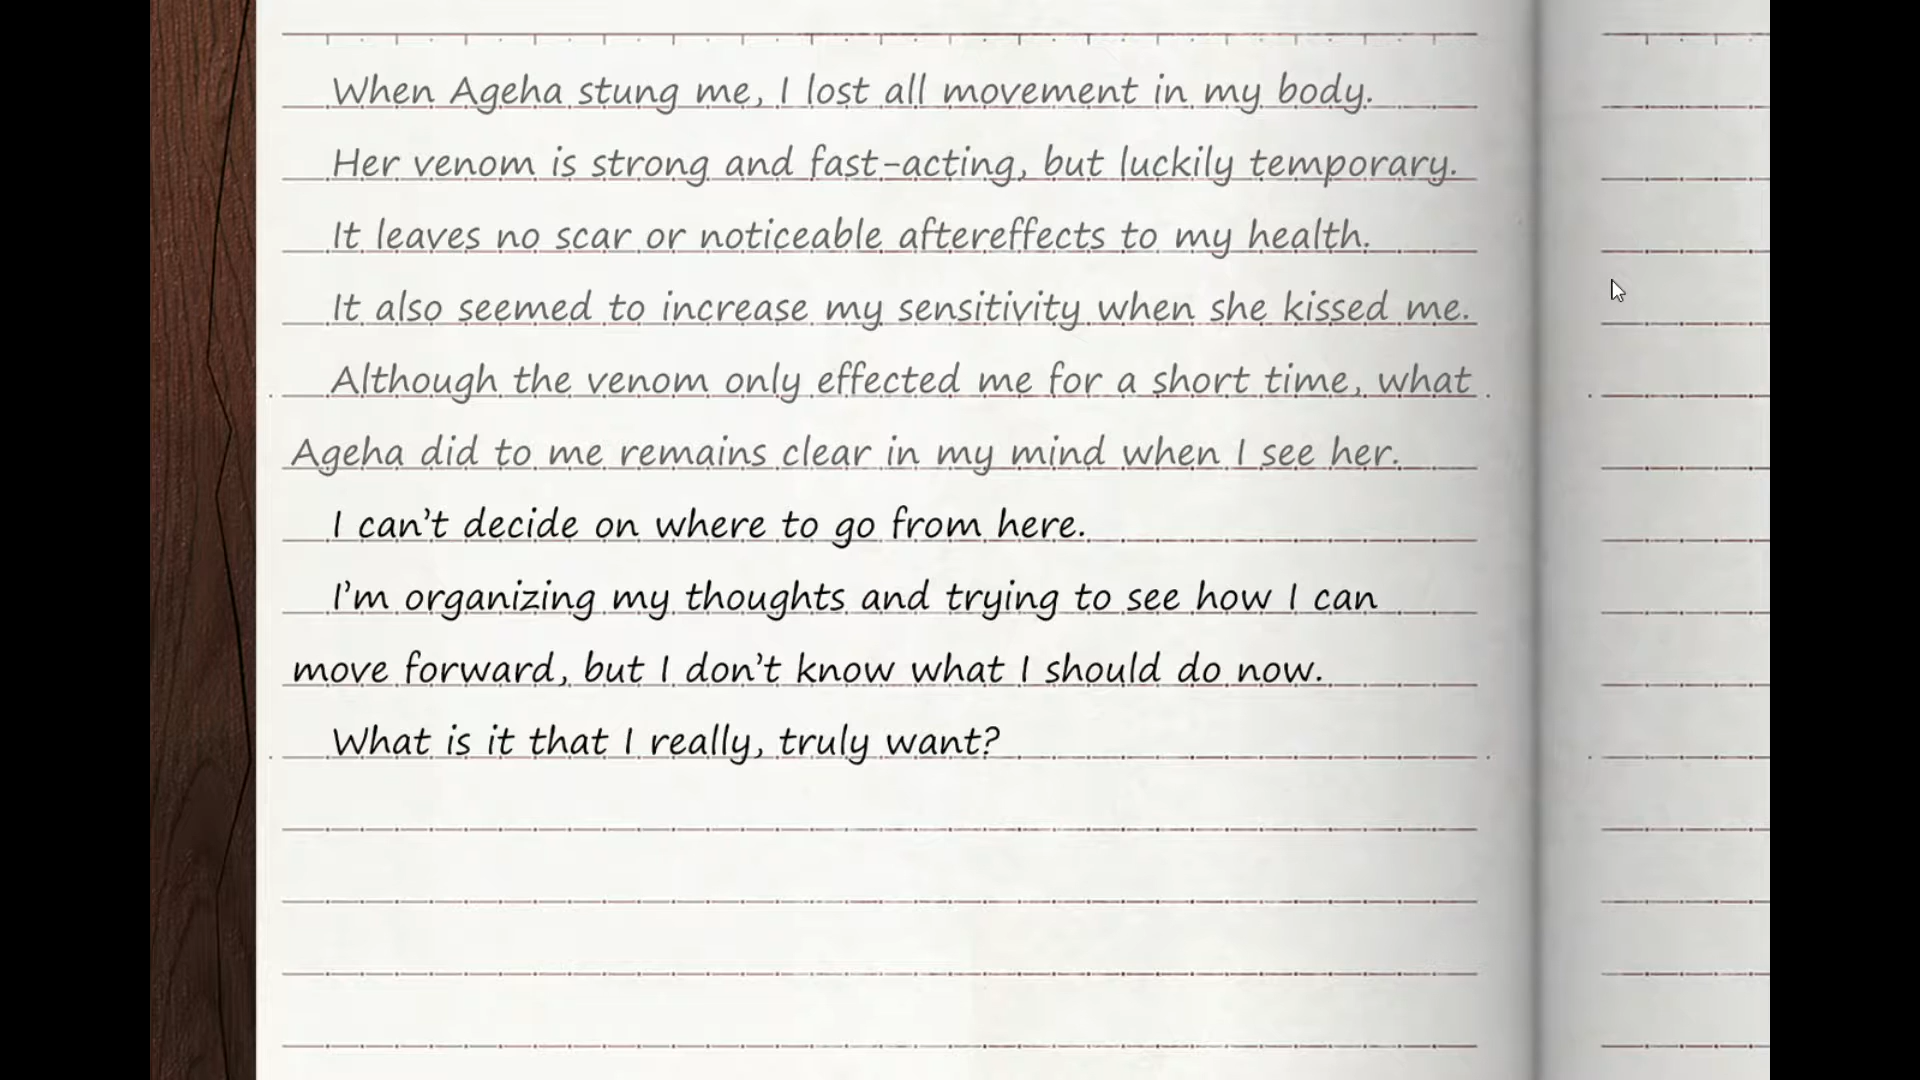 When Ageha stung me, I lost all movement in my body.
Her venom is strong and fast-acting, but luckily temporary.
It leaves no scar or noticeable aftereffects to my health.
It also seemed to increase my sensitivity when she kissed me.
Although the venom only effected me for a short time, what
Ageha did to me remains clear in my mind when I see her.
I can't decide on where to go from here.
I'm organizing my thoughts and trying to see how I can
move forward, but I don't know what I should do now.
What is it that I really, truly want?